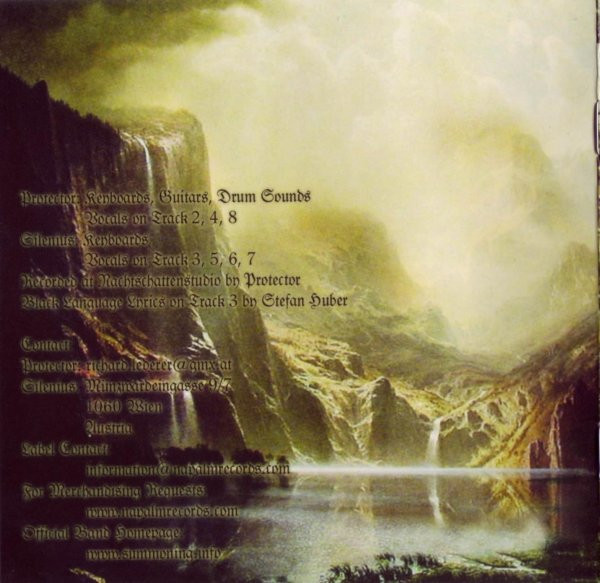 Protector: Keyboards, Guitars, Drum Sounds
Vocals on Track 2, 4, 8
Silenius: Keyboards
Vocals on Track 3, 5, 6, 7
Recorded at Nachtschattenstudio by Protector
Black Language Lyrics on Track 3 by Stefan Huber
Contact
Protector: richard.lederer@gmx.at
Silenius: Münzwardeingasse 9/7
1060 Wien
Austria
Label Contact
information@napalmrecords.com
For Merchandising Requests
www.napalmrecords.com
Official Band Homepage
www.summoning.info